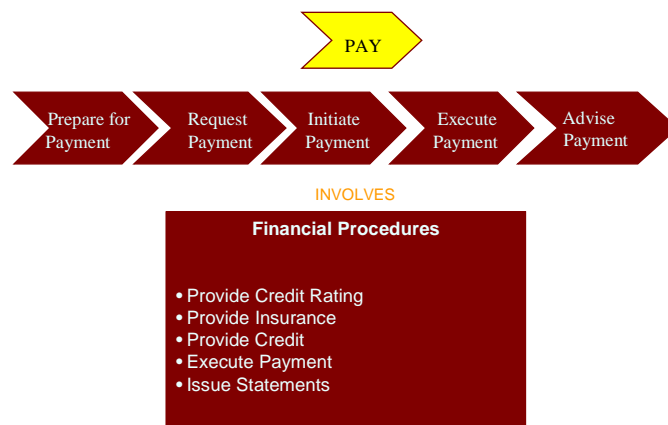 PAY
Prepare for
Payment
Request
Payment
Initiate
Payment
Execute
Payment
Advise
Payment
INVOLVES
Financial Procedures
• Provide Credit Rating
• Provide Insurance
• Provide Credit
• Execute Payment
• Issue Statements